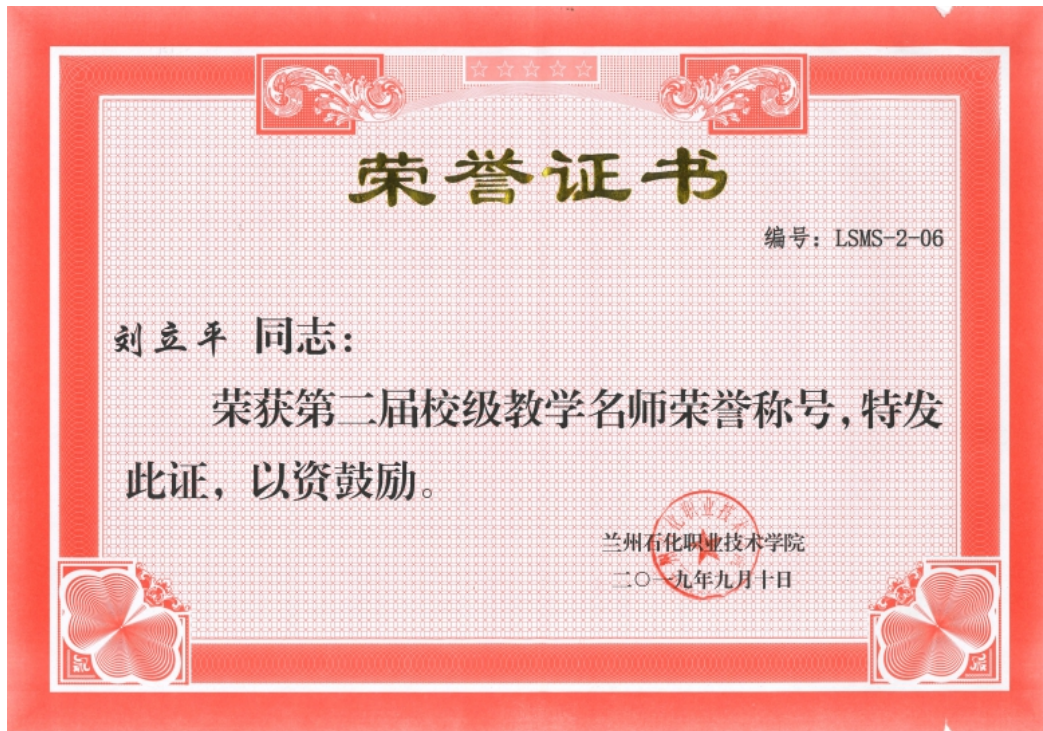 荣誉证书
编号：LSMS-2-06
刘立平 同志：
荣获第二届校级教学名师荣誉称号，特发
此证，以资鼓励。
兰州石化职业技术学院
二〇一九年九月十日